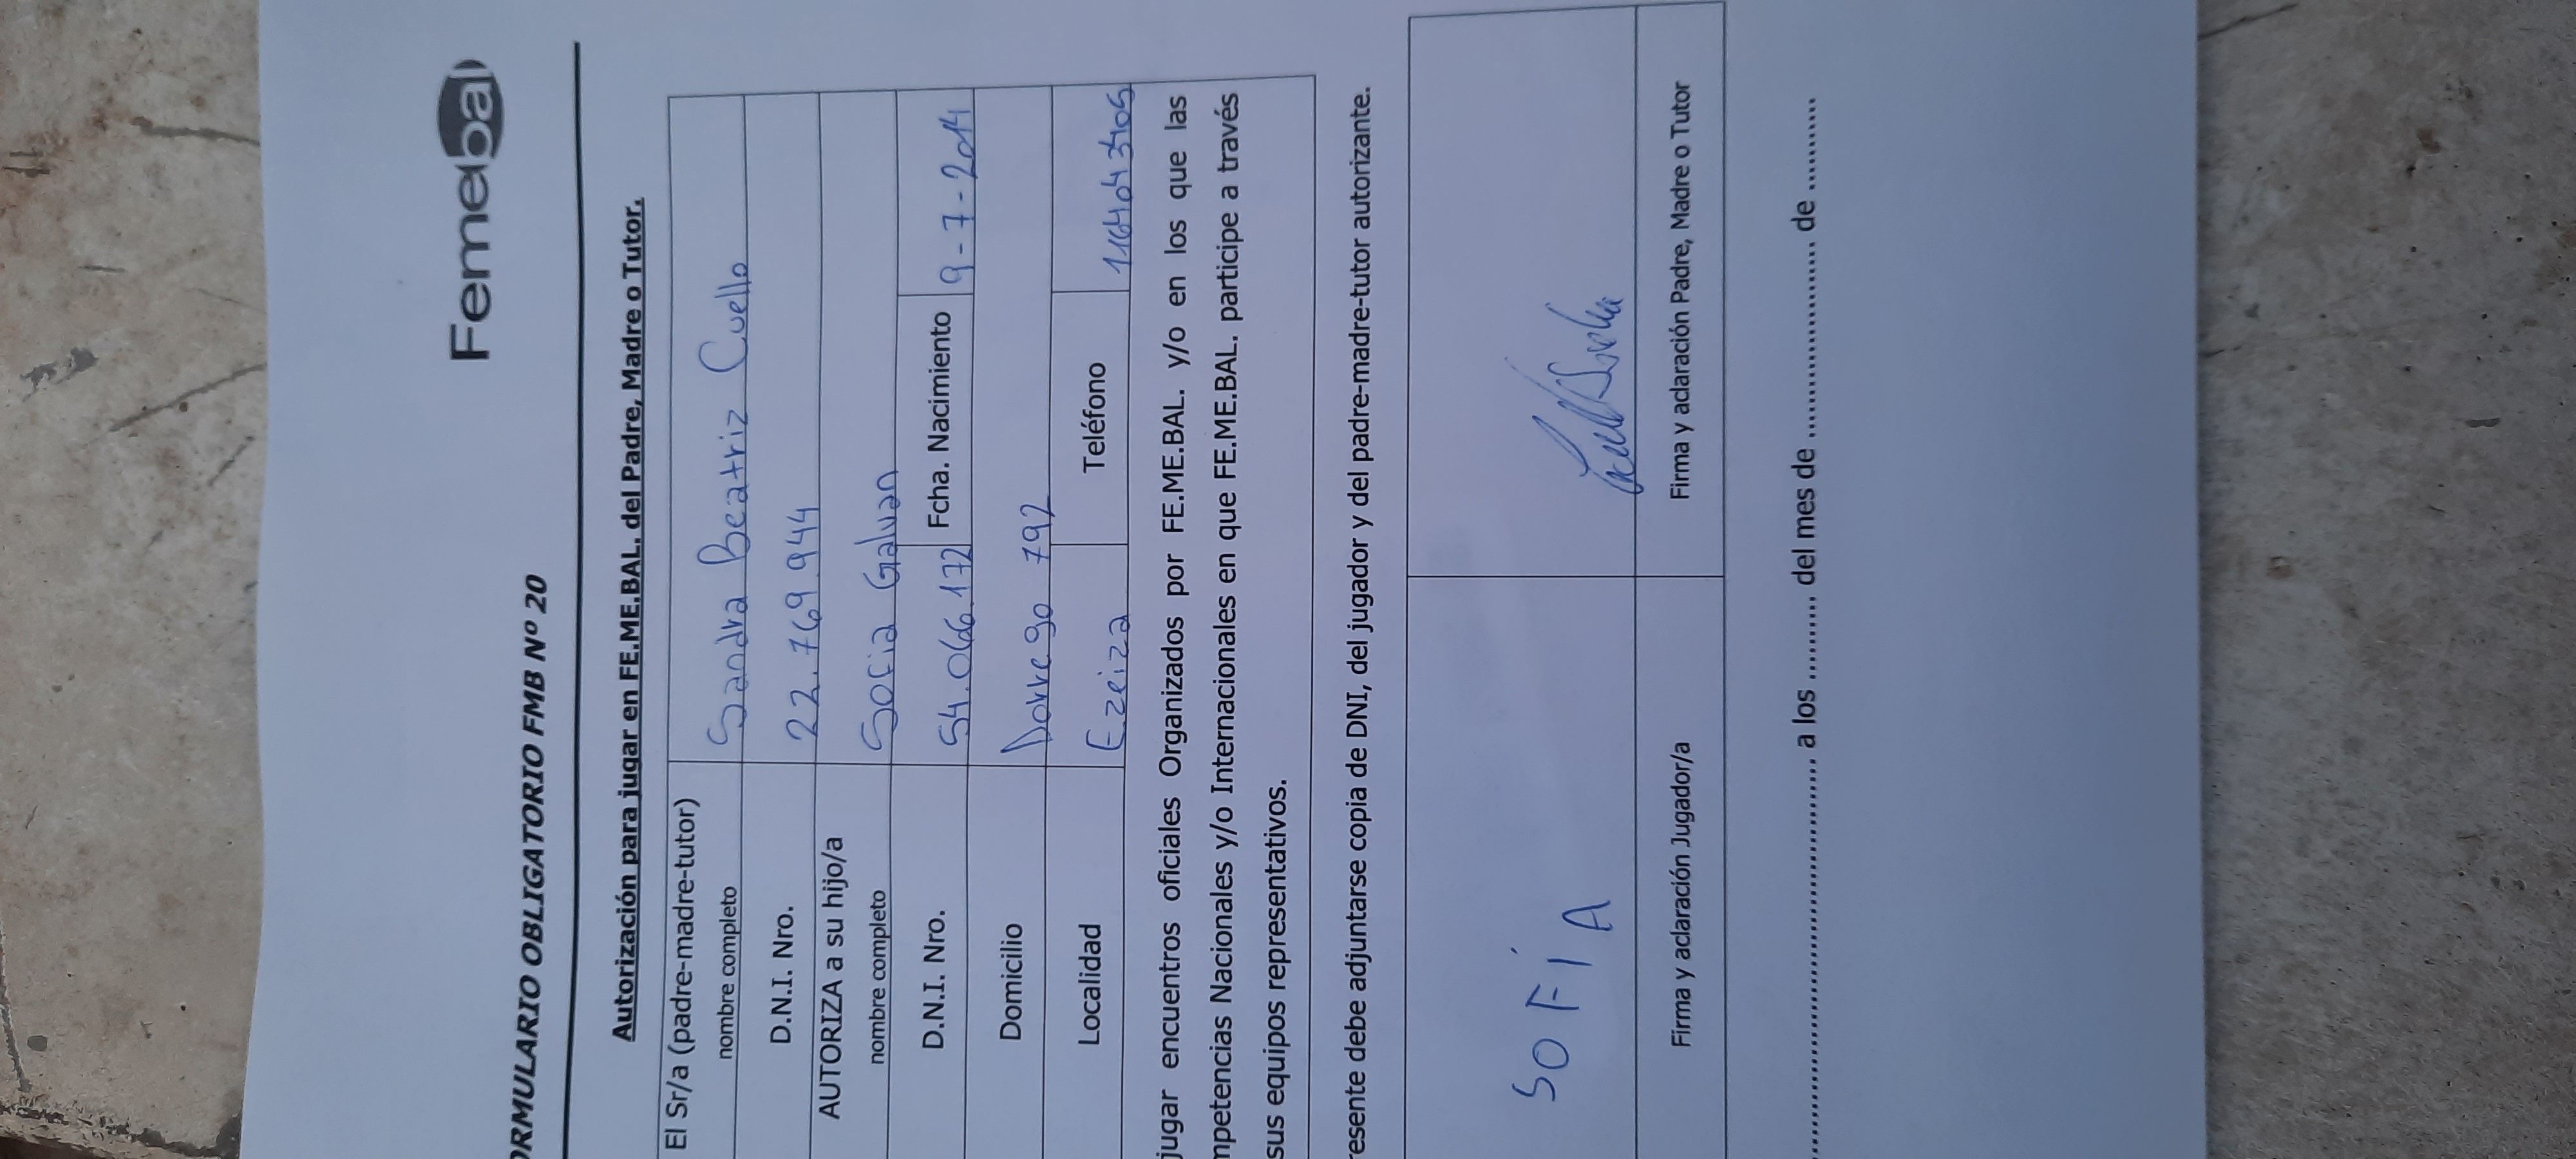 Femebal
ORMULARIO OBLIGATORIO FMB Nº 20
Autorización para jugar en FE.ME.BAL. del Padre, Madre o Tutor.
El Sr/a (padre-madre-tutor)
nombre completo
Sandra Beatriz Cuello
D.N.I. Nro. 22.769.944
AUTORIZA a su hijo/a
nombre completo
Sofia Galvan
D.N.I. Nro. 54.066.172 Fcha. Nacimiento 9-7-2014
Domicilio Dorrego 792
Localidad Ezeiza Teléfono
jugar encuentros oficiales Organizados por FE.ME.BAL. y/o en los que las
mpetencias Nacionales y/o Internacionales en que FE.ME.BAL. participe a través
sus equipos representativos.
resente debe adjuntarse copia de DNI, del jugador y del padre-madre-tutor autorizante.
SOFÍA
Firma y aclaración Jugador/a Firma y aclaración Padre, Madre o Tutor
.................................................. a los .......... del mes de .............................. de ..........